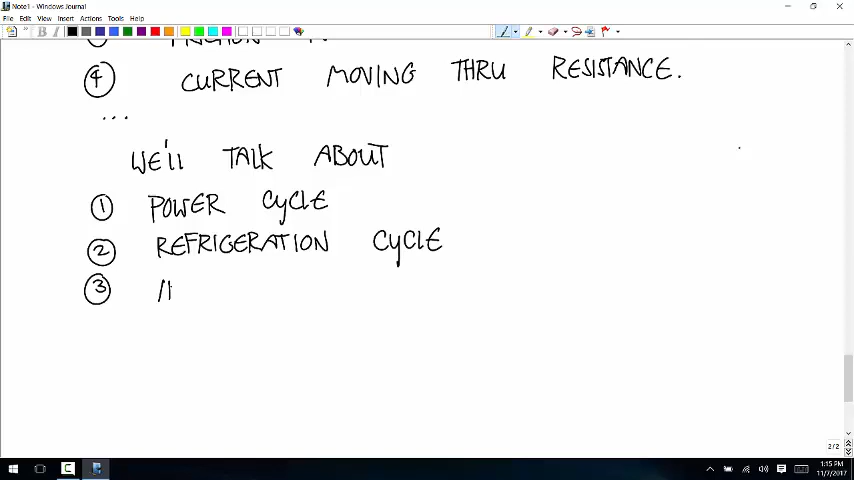 Note1 - Windows Journal
File Edit View Insert Actions Tools Help
B I
④ CURRENT MOVING THRU RESISTANCE.
...
WE'll TALK ABOUT
① POWER CYCLE
② REFRIGERATION CYCLE
③
2/2
1:15 PM
11/7/2017